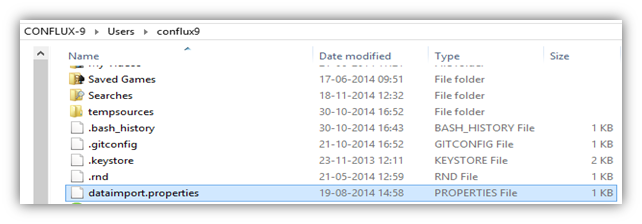 CONFLUX-9 ▸ Users ▸ conflux9
Name Date modified Type Size
Saved Games 17-06-2014 09:51 File folder
Searches 18-11-2014 12:32 File folder
tempsources 30-10-2014 16:52 File folder
.bash_history 30-10-2014 16:43 BASH_HISTORY File 1 KB
.gitconfig 21-10-2014 16:52 GITCONFIG File 1 KB
.keystore 23-11-2013 12:11 KEYSTORE File 2 KB
.rnd 21-05-2014 12:59 RND File 1 KB
dataimport.properties 19-08-2014 14:58 PROPERTIES File 1 KB